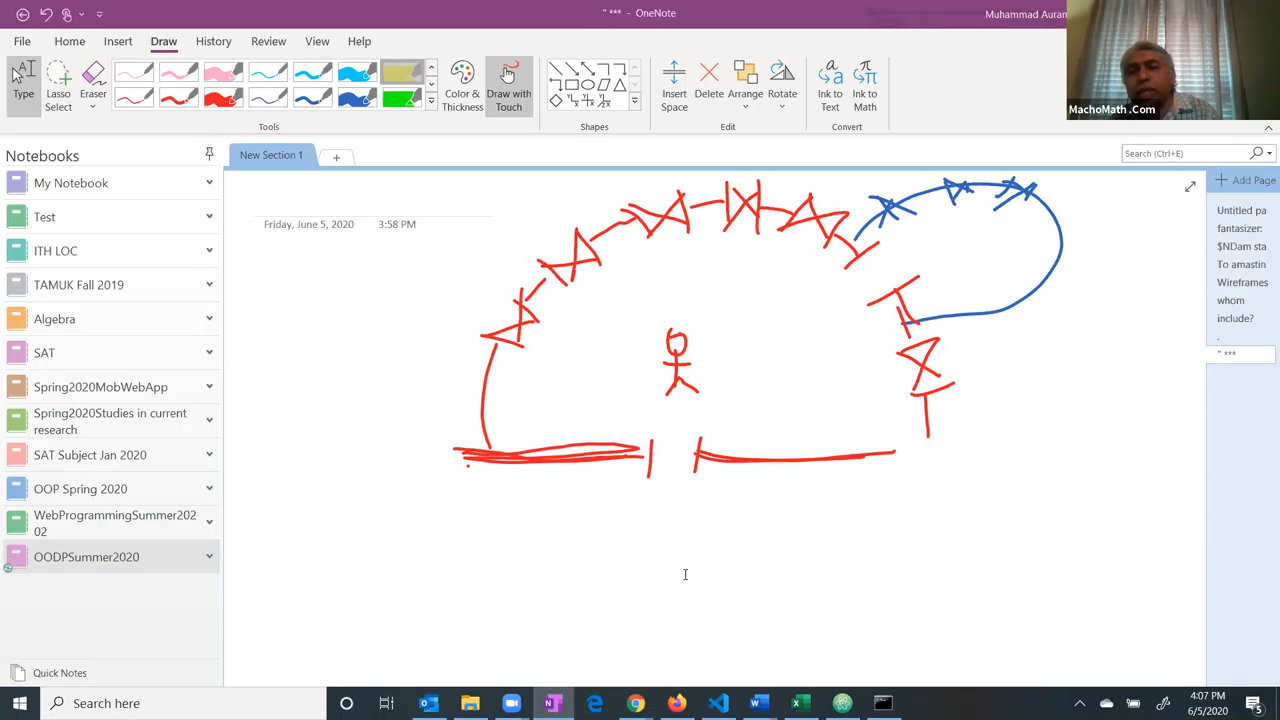 " *** - OneNote
Muhammad Auran
File
Home
Insert
Draw
History
Review
View
Help
Type
Lasso
Select
Eraser
Color &
Thickness
Draw with
Touch
Insert
Space
Delete
Arrange
Rotate
Ink to
Text
Ink to
Math
Tools
Shapes
Edit
Convert
MachoMath .Com
Notebooks
New Section 1
Search (Ctrl+E)
My Notebook
Test
ITH LOC
TAMUK Fall 2019
Algebra
SAT
Spring2020MobWebApp
Spring2020Studies in current
research
SAT Subject Jan 2020
OOP Spring 2020
WebProgrammingSummer202
02
OODPSummer2020
Quick Notes
Friday, June 5, 2020
3:58 PM
Add Page
Untitled pa
fantasizer:
$NDam sta
To amastin
Wireframes
whom
include?
.
" ***
Search here
4:07 PM
6/5/2020
5